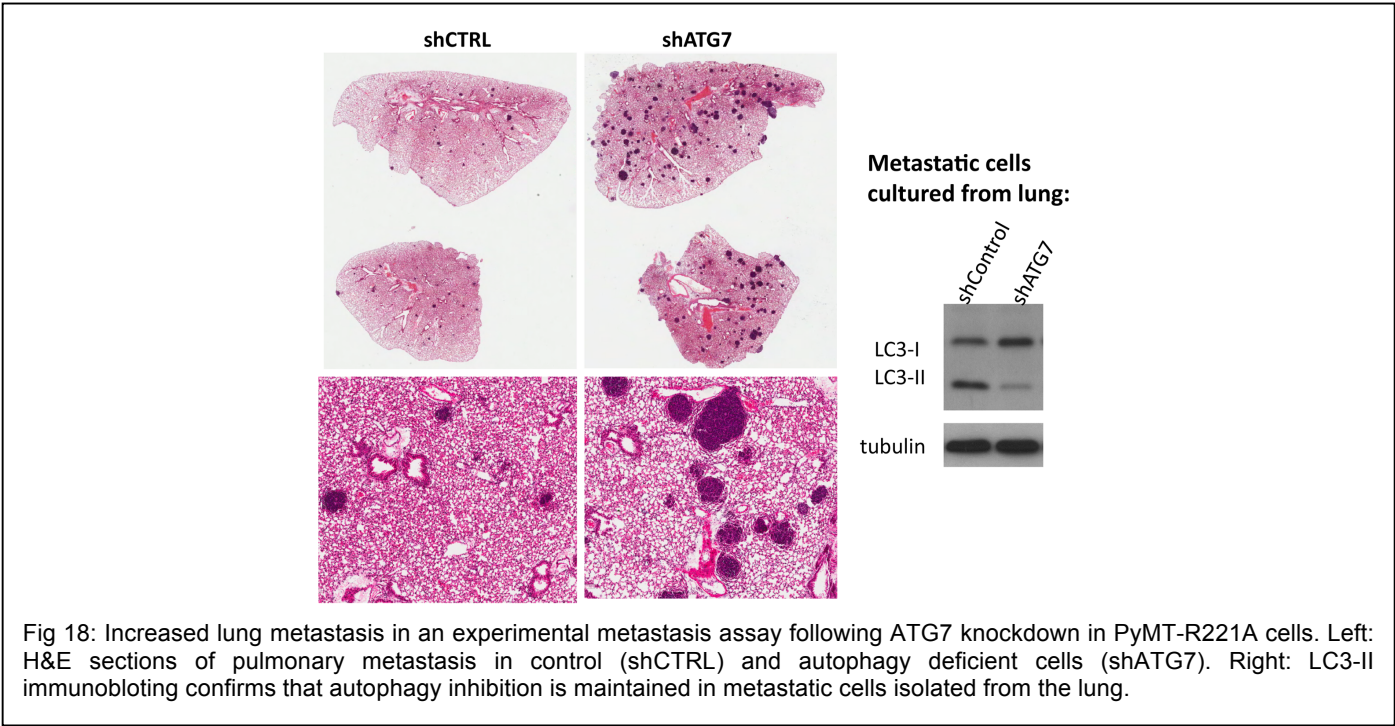 shCTRL shATG7
Metastatic cells
cultured from lung:
shControl
shATG7
LC3-I
LC3-II
tubulin
Fig 18: Increased lung metastasis in an experimental metastasis assay following ATG7 knockdown in PyMT-R221A cells. Left:
H&E sections of pulmonary metastasis in control (shCTRL) and autophagy deficient cells (shATG7). Right: LC3-II
immunobloting confirms that autophagy inhibition is maintained in metastatic cells isolated from the lung.